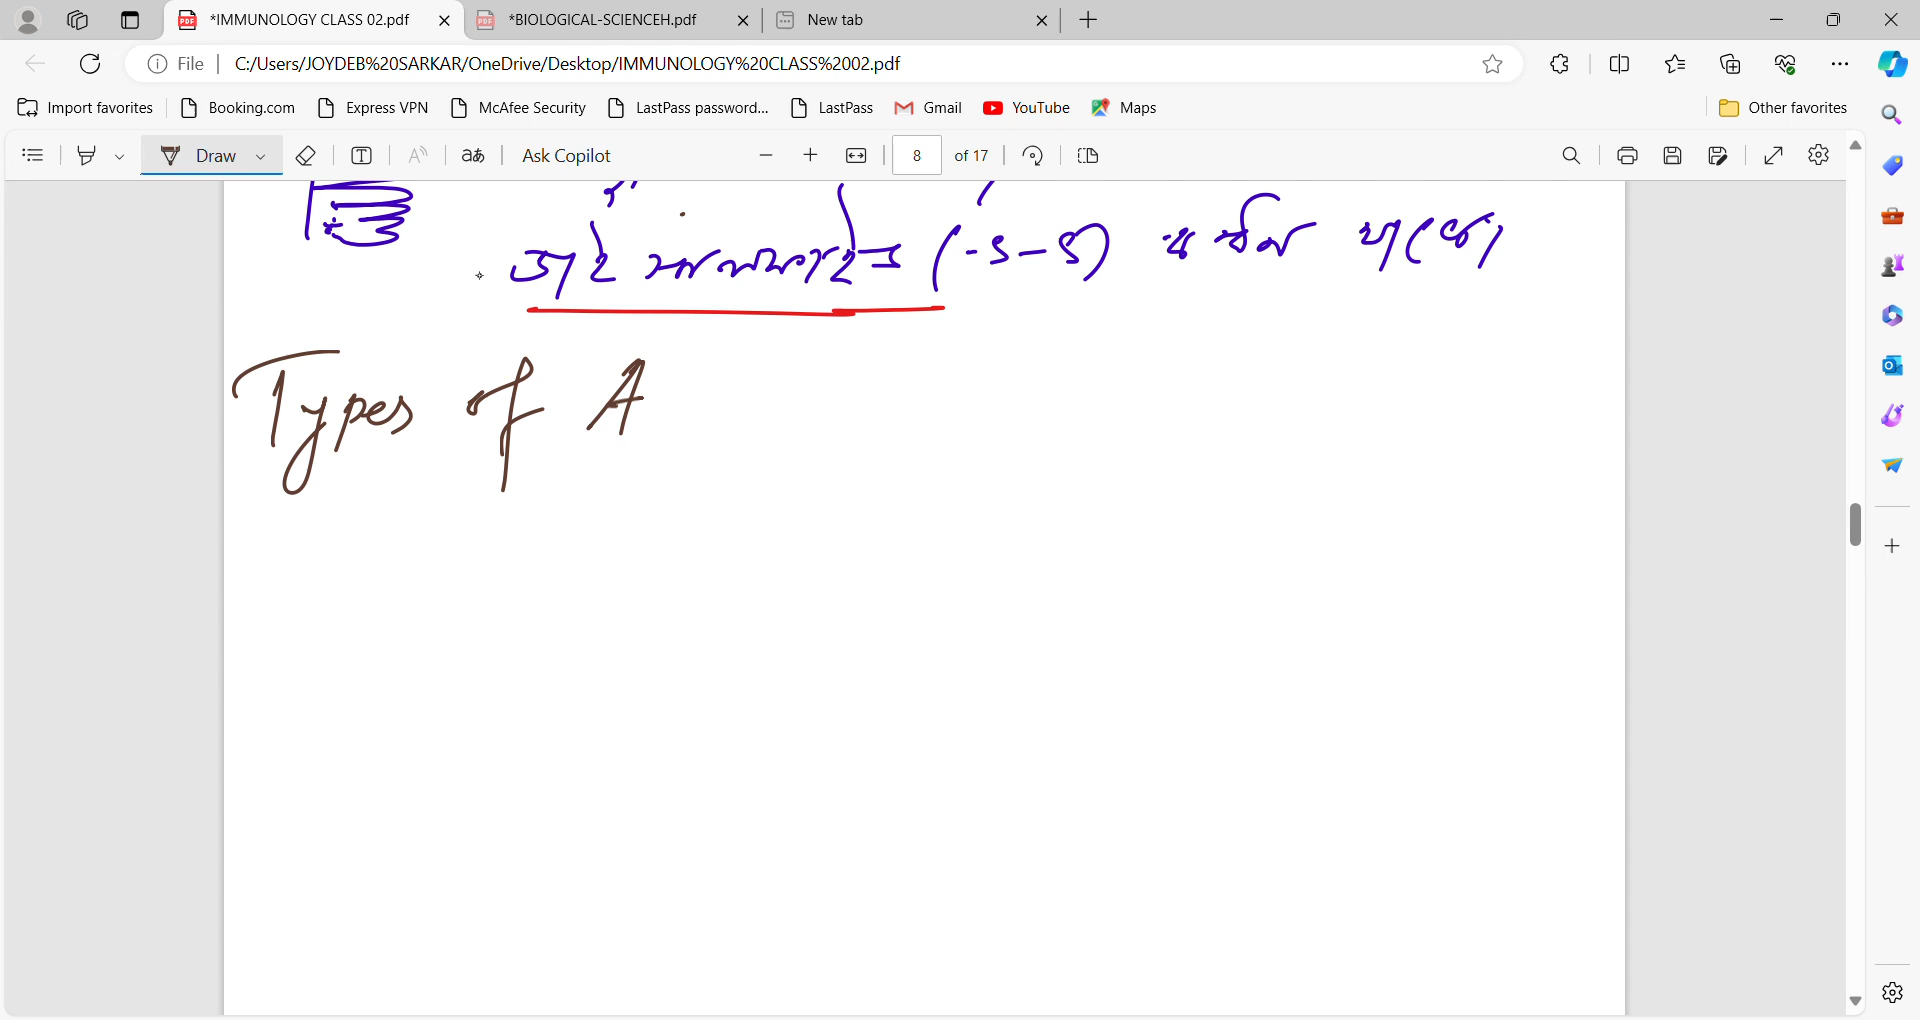 *IMMUNOLOGY CLASS 02.pdf
*BIOLOGICAL-SCIENCEH.pdf
New tab
File
C:/Users/JOYDEB%20SARKAR/OneDrive/Desktop/IMMUNOLOGY%20CLASS%2002.pdf
Import favorites
Booking.com
Express VPN
McAfee Security
LastPass password...
LastPass
Gmail
YouTube
Maps
Other favorites
Draw
Ask Copilot
8
of 17
ডাই সালফাইড (-S-S)
Types of A